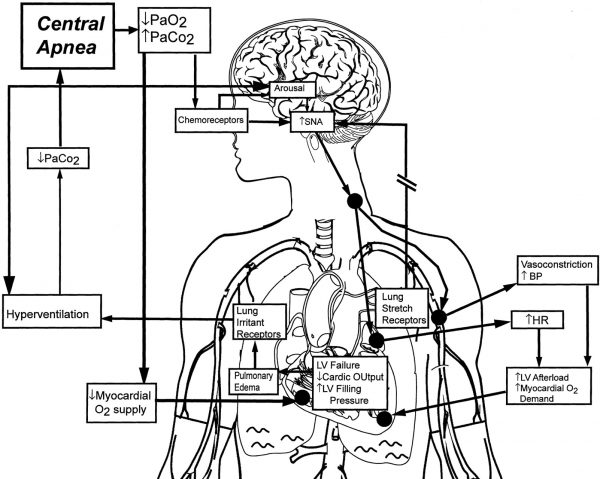 Central
Apnea
↓PaO2
↑PaCo2
Arousal
Chemoreceptors
↑SNA
↓PaCo2
Vasoconstriction
↑ BP
Hyperventilation
Lung
Irritant
Receptors
Lung
Stretch
Receptors
↑HR
Pulmonary
Edema
LV Failure
↓Cardic OUtput
↑LV Filling
Pressure
↓Myocardial
O2 supply
↑LV Afterload
↑Myocardial O2
Demand